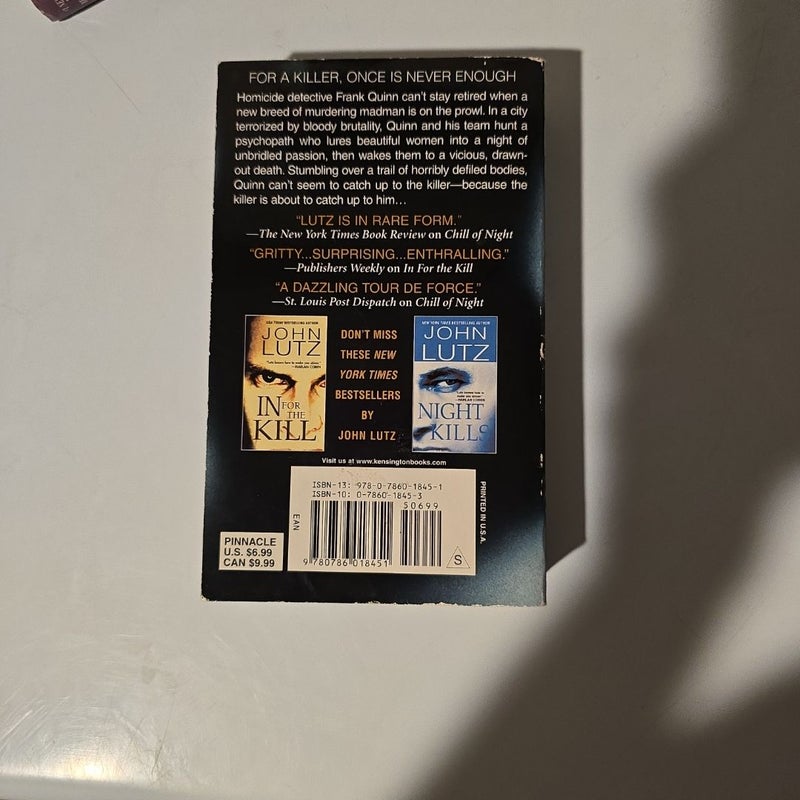 FOR A KILLER, ONCE IS NEVER ENOUGH
Homicide detective Frank Quinn can't stay retired when a
new breed of murdering madman is on the prowl. In a city
terrorized by bloody brutality, Quinn and his team hunt a
psychopath who lures beautiful women into a night of
unbridled passion, then wakes them to a vicious, drawn-
out death. Stumbling over a trail of horribly defiled bodies,
Quinn can't seem to catch up to the killer—because the
killer is about to catch up to him…
"LUTZ IS IN RARE FORM."
—The New York Times Book Review on Chill of Night
"GRITTY...SURPRISING...ENTHRALLING."
—Publishers Weekly on In For the Kill
"A DAZZLING TOUR DE FORCE."
—St. Louis Post Dispatch on Chill of Night
JOHN
LUTZ
—HARLAN COBEN
IN FOR
THE
KILL
DON'T MISS
THESE NEW
YORK TIMES
BESTSELLERS
BY
JOHN LUTZ
NEW YORK TIMES BESTSELLING AUTHOR
JOHN
LUTZ
—HARLAN COBEN
NIGHT
KILLS
Visit us at www.kensingtonbooks.com
ISBN-13: 978-0-7860-1845-1
ISBN-10: 0-7860-1845-3
50699
EAN
9 780786 018451
S
PRINTED IN U.S.A.
PINNACLE
U.S. $6.99
CAN $9.99